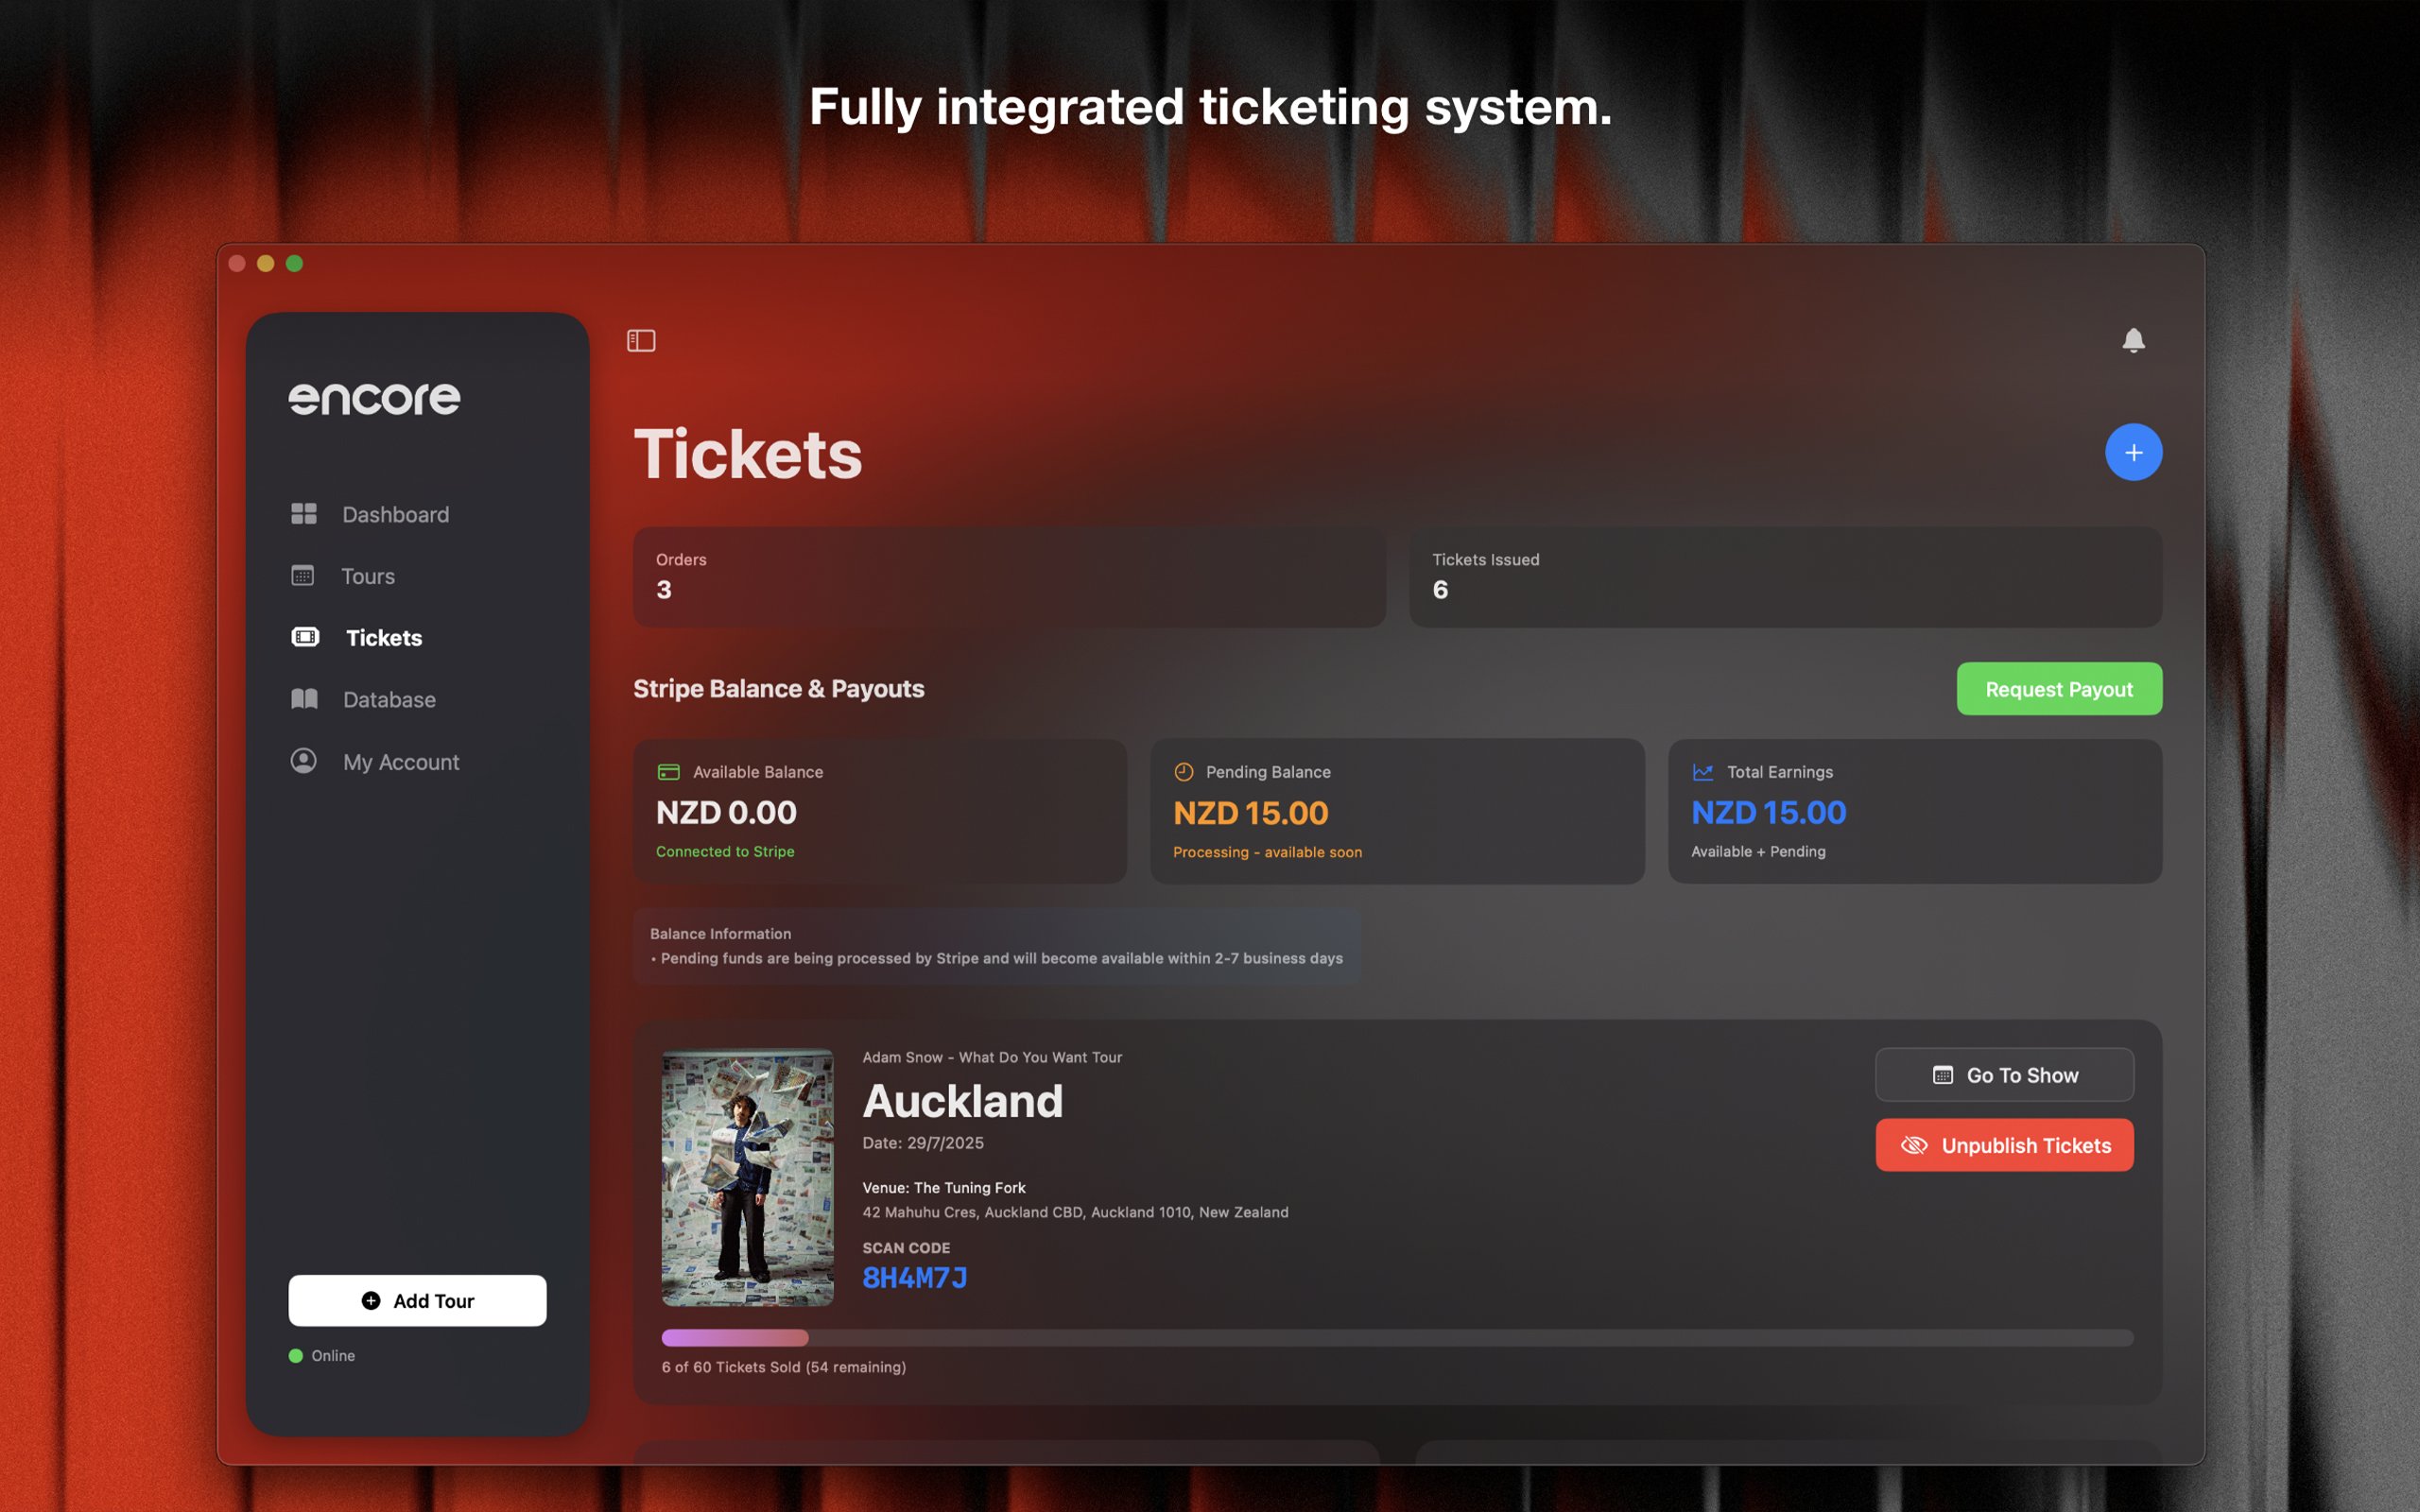 Fully integrated ticketing system.
encore
Dashboard
Tours
Tickets
Database
My Account
Add Tour
Online
Tickets
Orders
3
Tickets Issued
6
Stripe Balance & Payouts
Request Payout
Available Balance
NZD 0.00
Connected to Stripe
Pending Balance
NZD 15.00
Processing - available soon
Total Earnings
NZD 15.00
Available + Pending
Balance Information
• Pending funds are being processed by Stripe and will become available within 2-7 business days
Adam Snow - What Do You Want Tour
Auckland
Date: 29/7/2025
Venue: The Tuning Fork
42 Mahuhu Cres, Auckland CBD, Auckland 1010, New Zealand
SCAN CODE
8H4M7J
Go To Show
Unpublish Tickets
6 of 60 Tickets Sold (54 remaining)